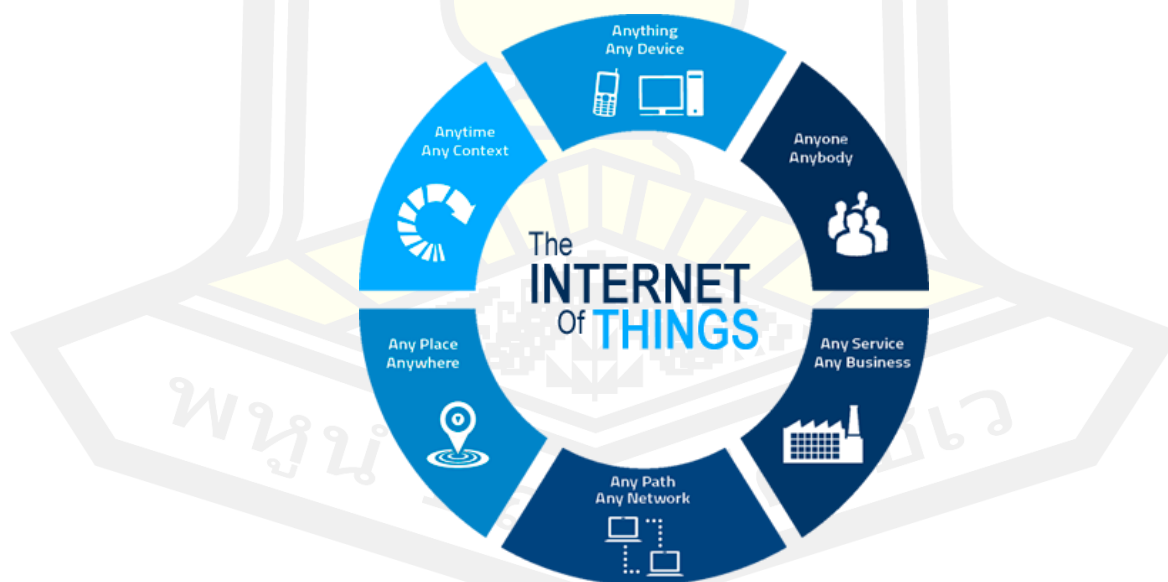 Anything
Any Device
Anyone
Anybody
Any Service
Any Business
Any Path
Any Network
Any Place
Anywhere
Anytime
Any Context
The
INTERNET
Of THINGS